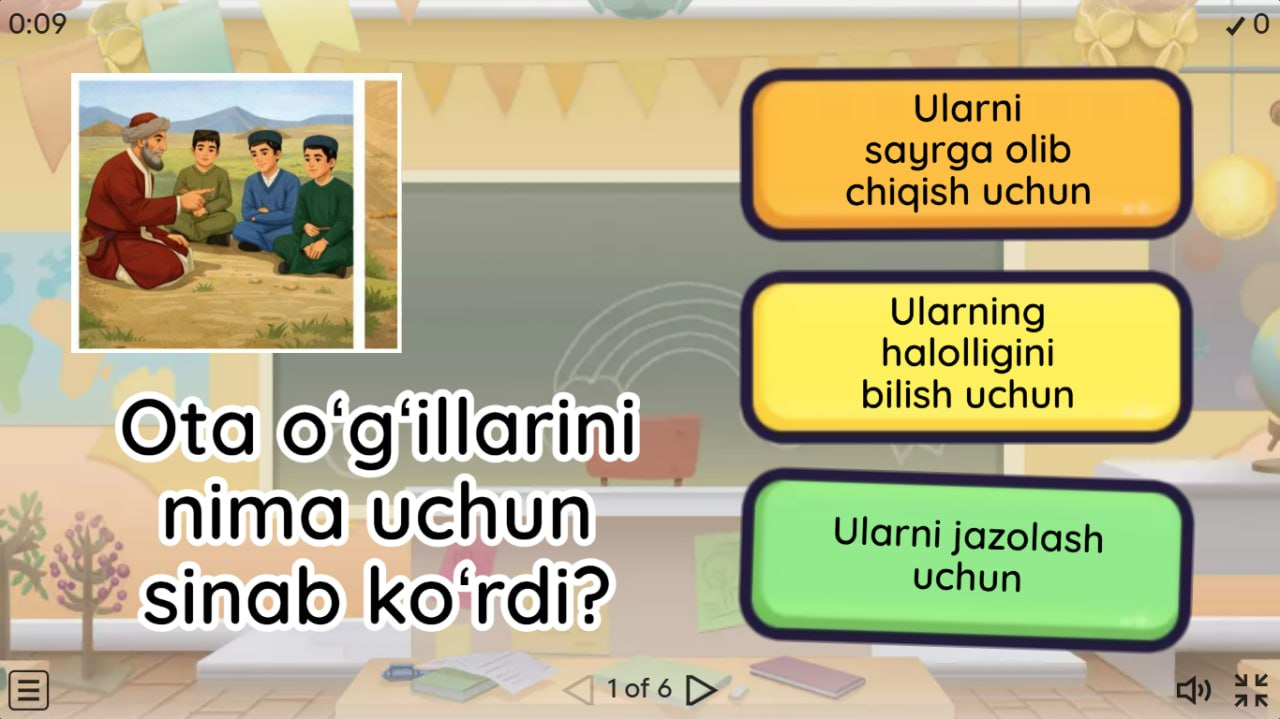 0:09
✓ 0
Ota o‘g‘illarini
nima uchun
sinab ko‘rdi?
Ularni
sayrga olib
chiqish uchun
Ularning
halolligini
bilish uchun
Ularni jazolash
uchun
1 of 6